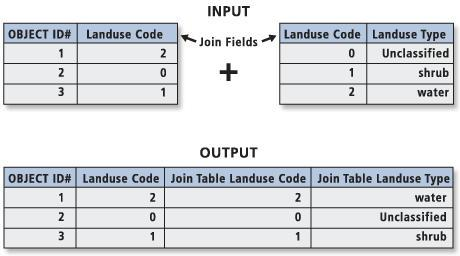 INPUT
OBJECT ID# Landuse Code Join Fields Landuse Code Landuse Type
1 2 0 Unclassified
2 0 + 1 shrub
3 1 2 water
OUTPUT
OBJECT ID# Landuse Code Join Table Landuse Code Join Table Landuse Type
1 2 2 water
2 0 0 Unclassified
3 1 1 shrub